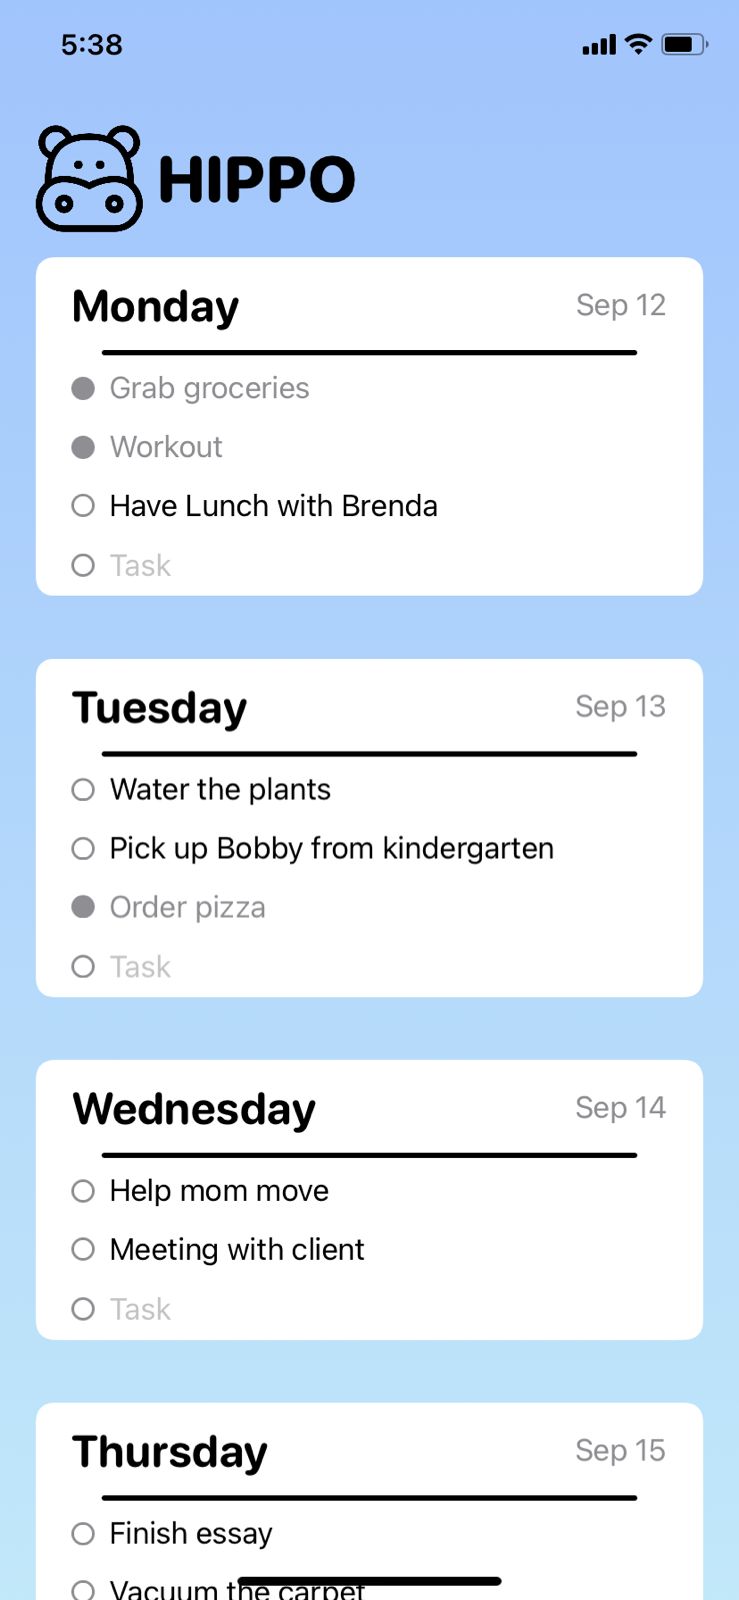 5:38
HIPPO
Monday Sep 12
Grab groceries
Workout
Have Lunch with Brenda
Task
Tuesday Sep 13
Water the plants
Pick up Bobby from kindergarten
Order pizza
Task
Wednesday Sep 14
Help mom move
Meeting with client
Task
Thursday Sep 15
Finish essay
Vacuum the carpet